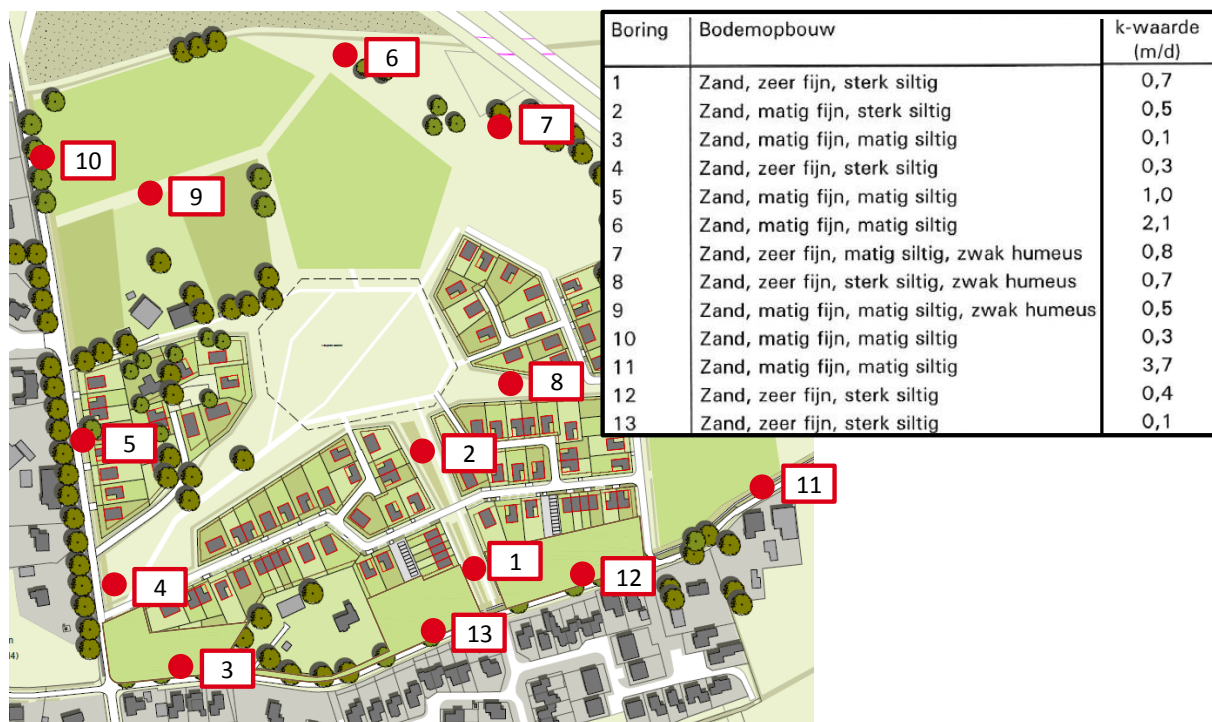 Boring Bodemopbouw k-waarde
(m/d)
1 Zand, zeer fijn, sterk siltig 0,7
2 Zand, matig fijn, sterk siltig 0,5
3 Zand, matig fijn, matig siltig 0,1
4 Zand, zeer fijn, sterk siltig 0,3
5 Zand, matig fijn, matig siltig 1,0
6 Zand, matig fijn, matig siltig 2,1
7 Zand, zeer fijn, matig siltig, zwak humeus 0,8
8 Zand, zeer fijn, sterk siltig, zwak humeus 0,7
9 Zand, matig fijn, matig siltig, zwak humeus 0,5
10 Zand, matig fijn, matig siltig 0,3
11 Zand, matig fijn, matig siltig 3,7
12 Zand, zeer fijn, sterk siltig 0,4
13 Zand, zeer fijn, sterk siltig 0,1
6
7
10
9
8
5
2
11
1
12
4
13
3